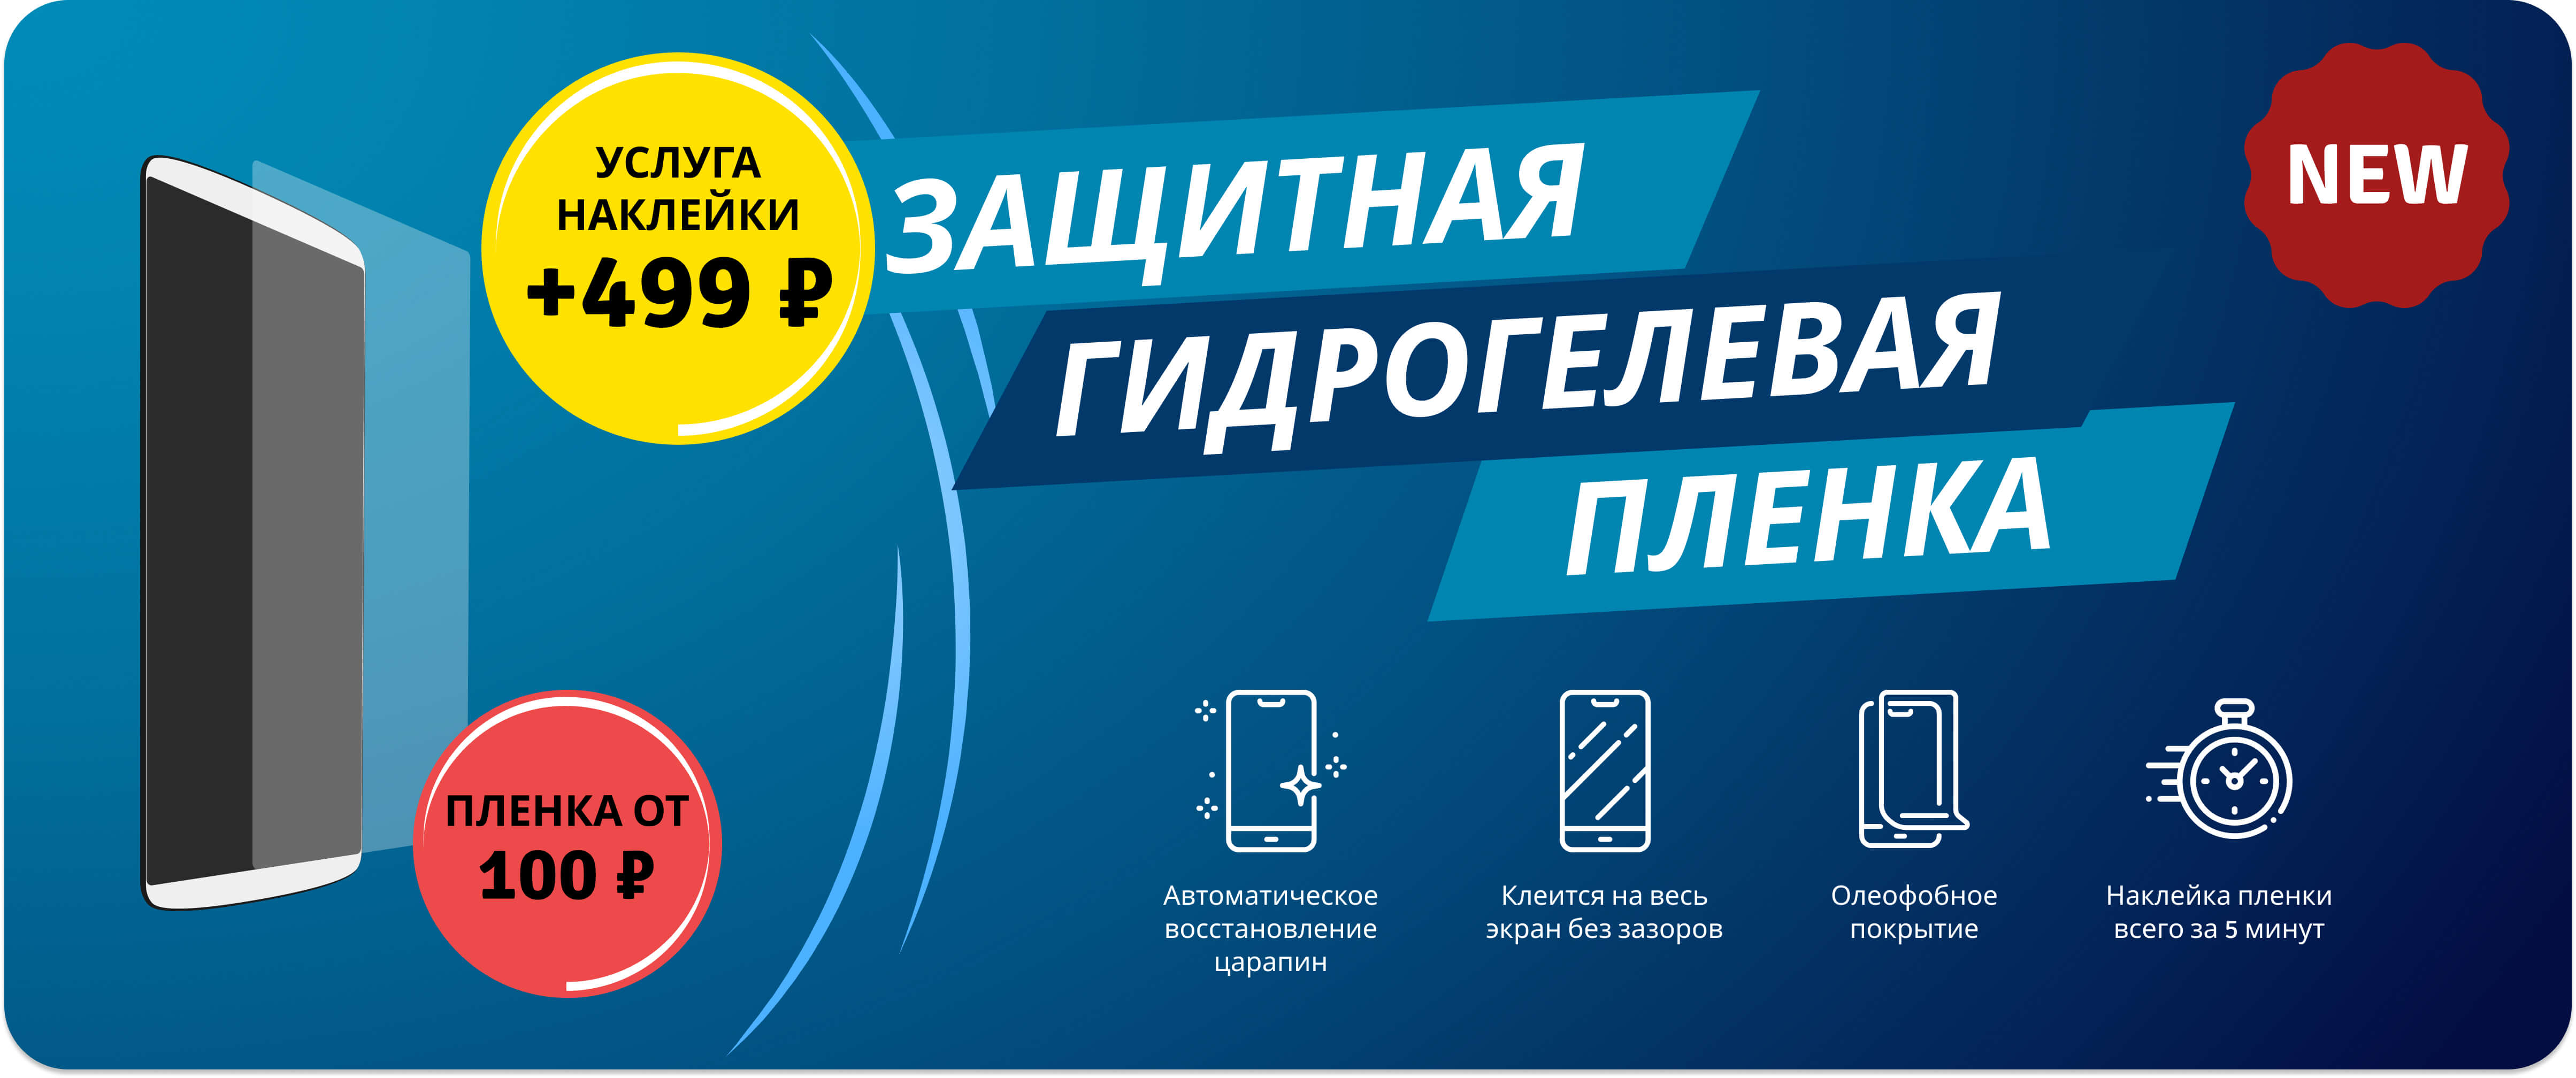 УСЛУГА
НАКЛЕЙКИ
+499 ₽
ЗАЩИТНАЯ
ГИДРОГЕЛЕВАЯ
ПЛЕНКА
NEW
ПЛЕНКА ОТ
100 ₽
Автоматическое
восстановление
царапин
Клеится на весь
экран без зазоров
Олеофобное
покрытие
Наклейка пленки
всего за 5 минут